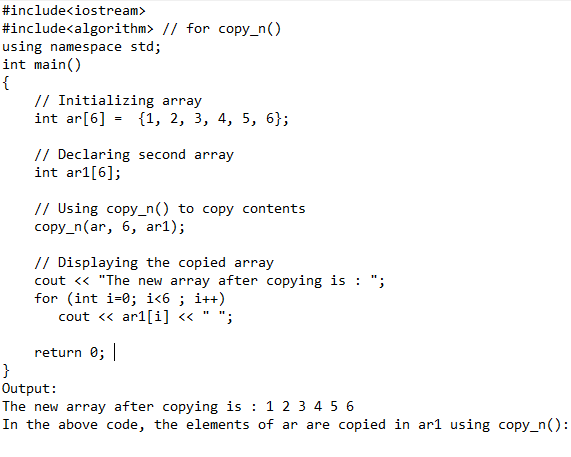 #include<iostream>
#include<algorithm> // for copy_n()
using namespace std;
int main()
{
    // Initializing array
    int ar[6] =  {1, 2, 3, 4, 5, 6};

    // Declaring second array
    int ar1[6];

    // Using copy_n() to copy contents
    copy_n(ar, 6, ar1);

    // Displaying the copied array
    cout << "The new array after copying is : ";
    for (int i=0; i<6 ; i++)
       cout << ar1[i] << " ";

    return 0;
}
Output:
The new array after copying is : 1 2 3 4 5 6
In the above code, the elements of ar are copied in ar1 using copy_n():